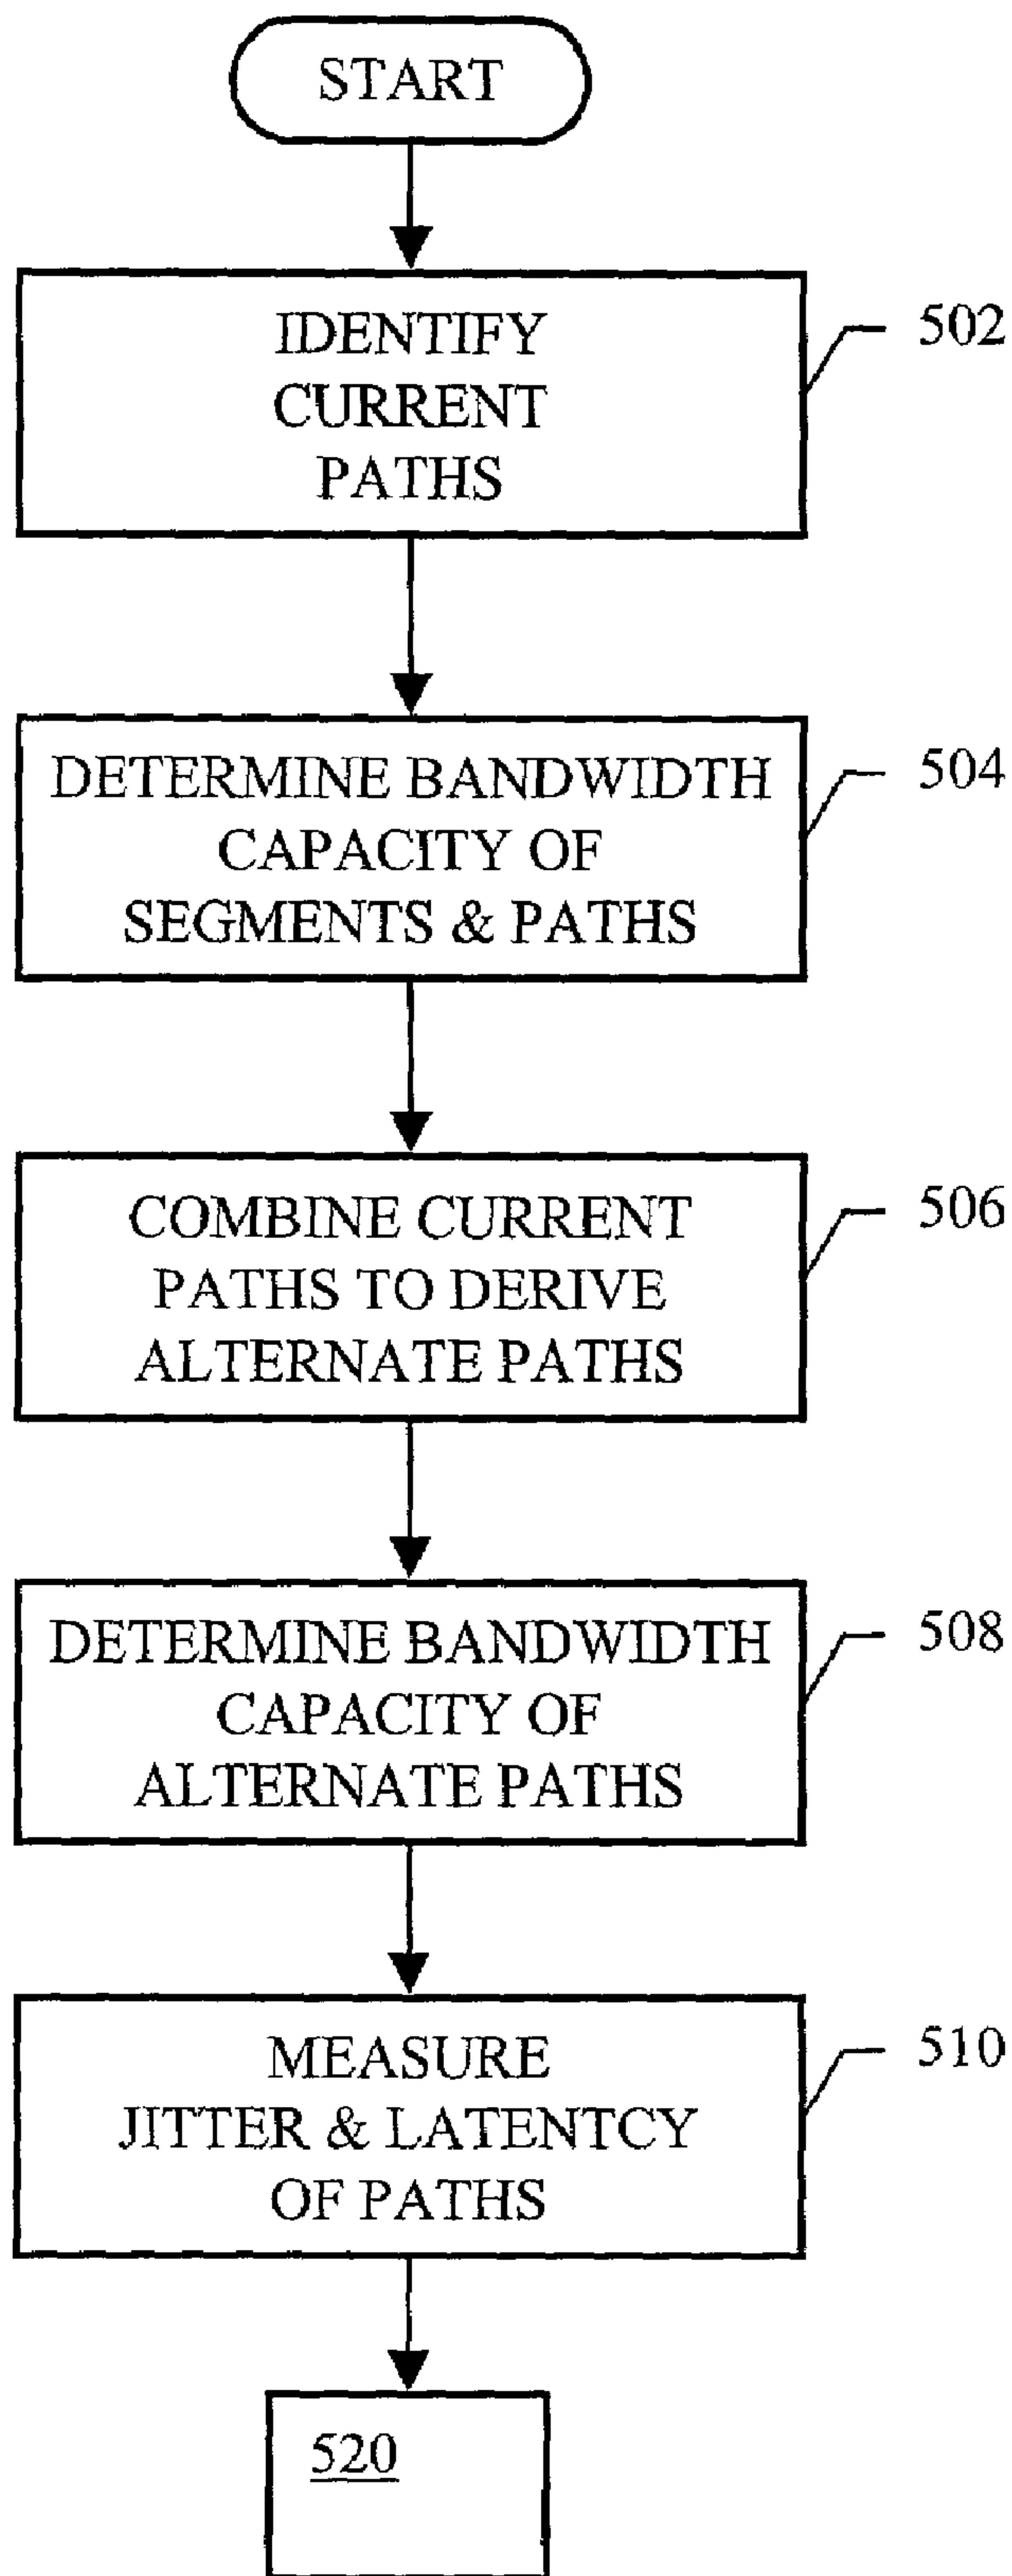 START
IDENTIFY
CURRENT
PATHS
502
DETERMINE BANDWIDTH
CAPACITY OF
SEGMENTS & PATHS
504
COMBINE CURRENT
PATHS TO DERIVE
ALTERNATE PATHS
506
DETERMINE BANDWIDTH
CAPACITY OF
ALTERNATE PATHS
508
MEASURE
JITTER & LATENTCY
OF PATHS
510
520